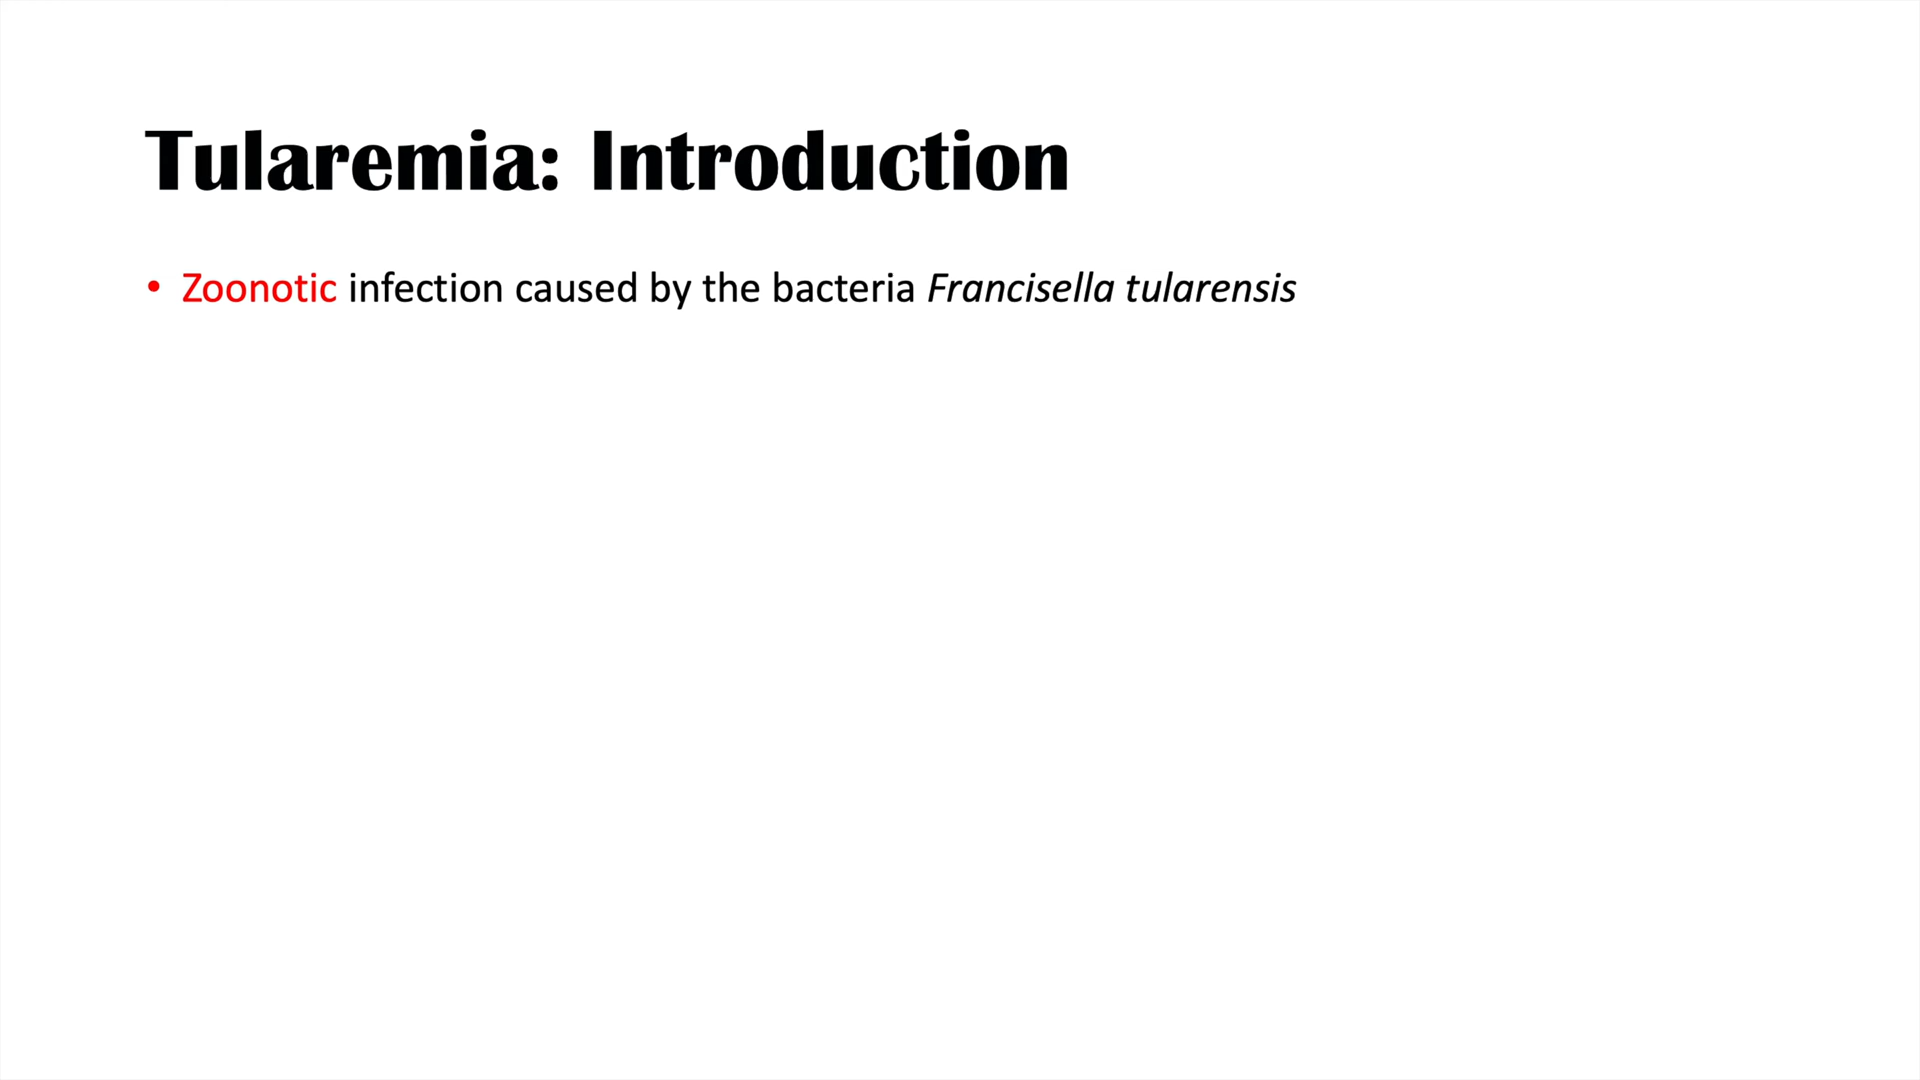 Tularemia: Introduction
• Zoonotic infection caused by the bacteria Francisella tularensis